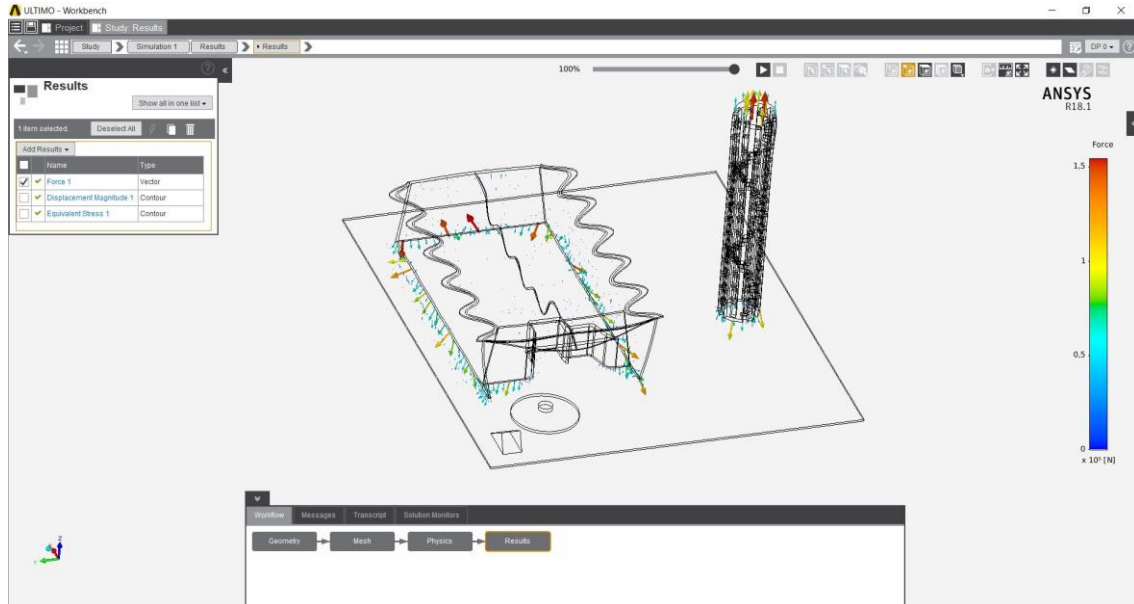 ULTIMO - Workbench
Project
Study: Results
Study
Simulation 1
Results
Results
DP 0
Results
Show all in one list
1 item selected.
Deselect All
Add Results
Name Type
Force 1 Vector
Displacement Magnitude 1 Contour
Equivalent Stress 1 Contour
100%
ANSYS
R18.1
Force
1,5
1
0,5
0
x 10⁵ [N]
Z
Y
Workflow
Messages
Transcript
Solution Monitors
Geometry
Mesh
Physics
Results